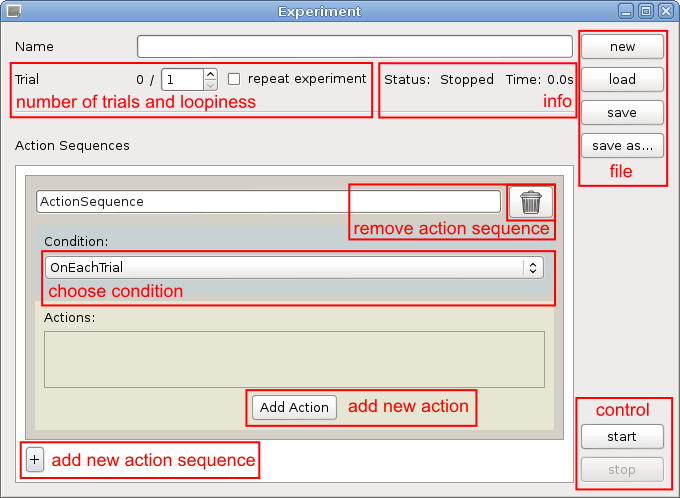 Experiment
Name
new
Trial 0 / 1 repeat experiment
number of trials and loopiness
Status: Stopped Time: 0.0s
info
load
save
save as...
file
Action Sequences
ActionSequence
remove action sequence
Condition:
OnEachTrial
choose condition
Actions:
Add Action add new action
+ add new action sequence
control
start
stop